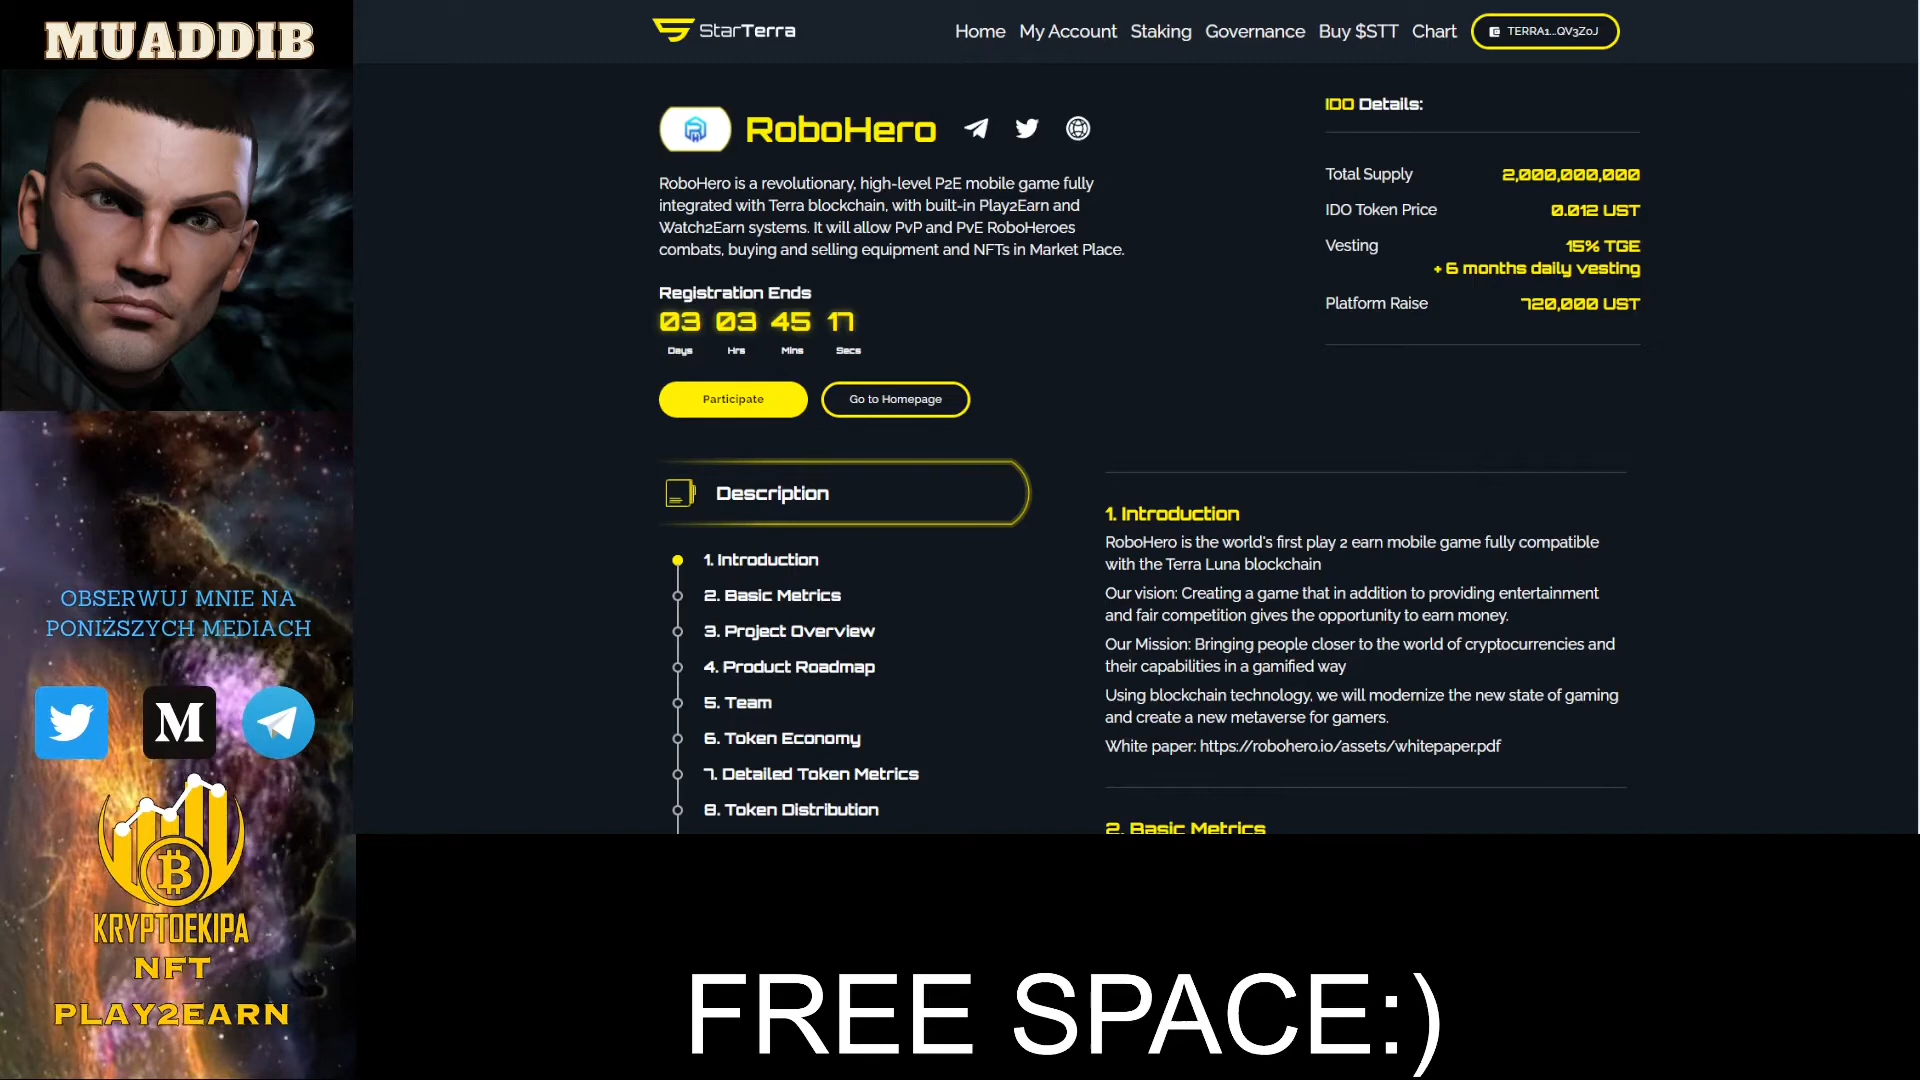 MUADDIB
OBSERWUJ MNIE NA
PONIŻSZYCH MEDIACH
M
KRYPTOEKIPA
NFT
PLAY2EARN
StarTerra
Home My Account Staking Governance Buy $STT Chart TERRA1...QV3Z0J
RoboHero
RoboHero is a revolutionary, high-level P2E mobile game fully
integrated with Terra blockchain, with built-in Play2Earn and
Watch2Earn systems. It will allow PvP and PvE RoboHeroes
combats, buying and selling equipment and NFTs in Market Place.
Registration Ends
03 03 45 17
Days Hrs Mins Secs
Participate Go to Homepage
IDO Details:
Total Supply 2,000,000,000
IDO Token Price 0.012 UST
Vesting 15% TGE
+ 6 months daily vesting
Platform Raise 720,000 UST
Description
1. Introduction
2. Basic Metrics
3. Project Overview
4. Product Roadmap
5. Team
6. Token Economy
7. Detailed Token Metrics
8. Token Distribution
1. Introduction
RoboHero is the world's first play 2 earn mobile game fully compatible
with the Terra Luna blockchain
Our vision: Creating a game that in addition to providing entertainment
and fair competition gives the opportunity to earn money.
Our Mission: Bringing people closer to the world of cryptocurrencies and
their capabilities in a gamified way
Using blockchain technology, we will modernize the new state of gaming
and create a new metaverse for gamers.
White paper: https://robohero.io/assets/whitepaper.pdf
2. Basic Metrics
FREE SPACE:)